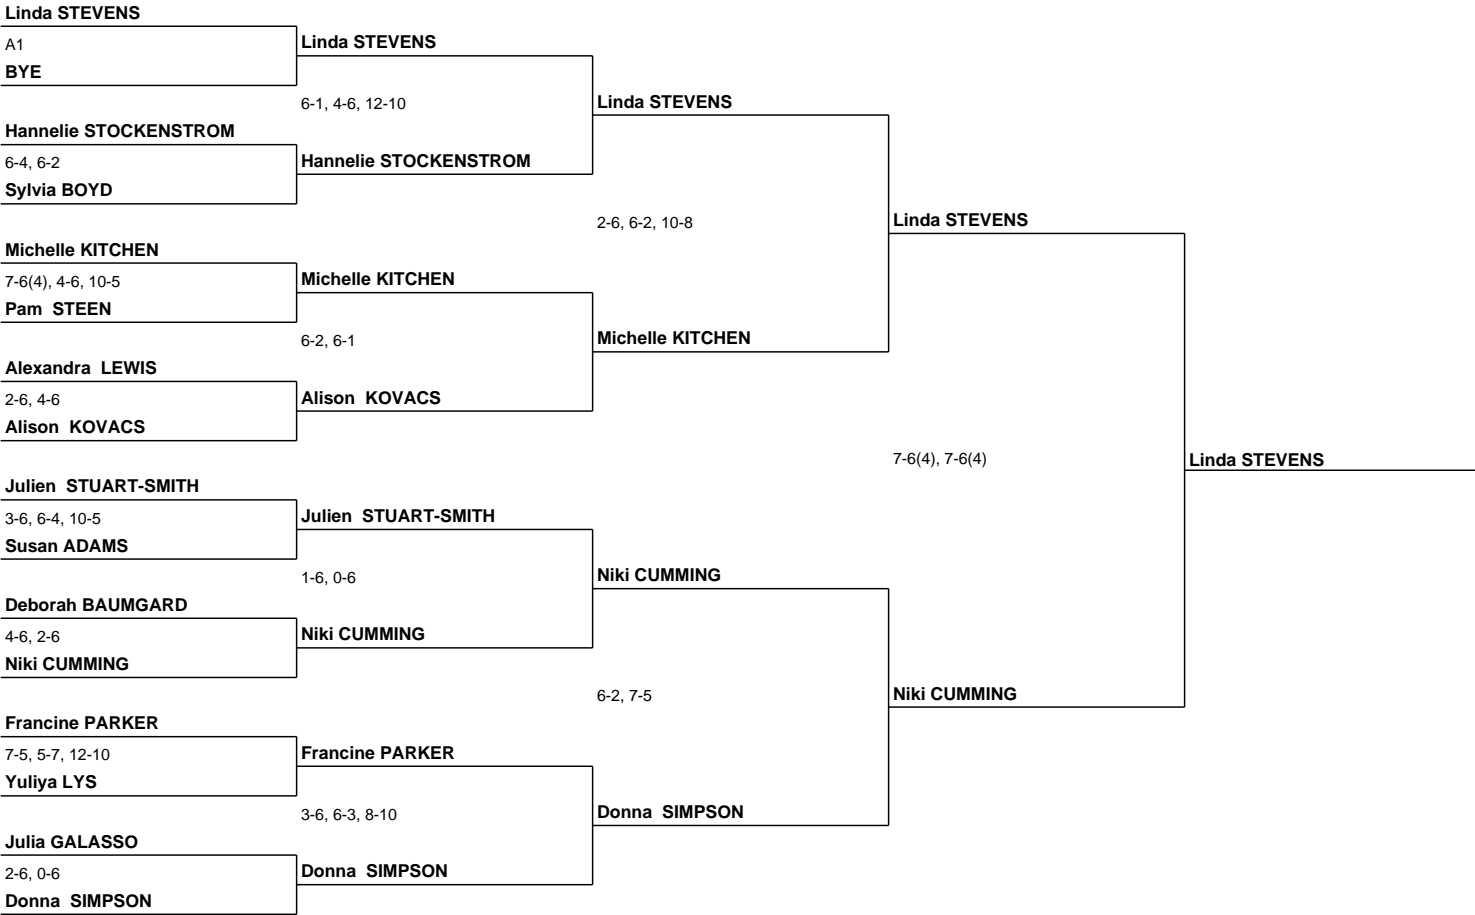 Linda STEVENS
A1
BYE
Linda STEVENS
6-1, 4-6, 12-10
Hannelie STOCKENSTROM
6-4, 6-2
Sylvia BOYD
Hannelie STOCKENSTROM
Linda STEVENS
2-6, 6-2, 10-8
Michelle KITCHEN
7-6(4), 4-6, 10-5
Pam STEEN
Michelle KITCHEN
6-2, 6-1
Alexandra LEWIS
2-6, 4-6
Alison KOVACS
Alison KOVACS
Michelle KITCHEN
Linda STEVENS
7-6(4), 7-6(4)
Linda STEVENS
Julien STUART-SMITH
3-6, 6-4, 10-5
Susan ADAMS
Julien STUART-SMITH
1-6, 0-6
Deborah BAUMGARD
4-6, 2-6
Niki CUMMING
Niki CUMMING
Niki CUMMING
6-2, 7-5
Francine PARKER
7-5, 5-7, 12-10
Yuliya LYS
Francine PARKER
3-6, 6-3, 8-10
Julia GALASSO
2-6, 0-6
Donna SIMPSON
Donna SIMPSON
Donna SIMPSON
Niki CUMMING